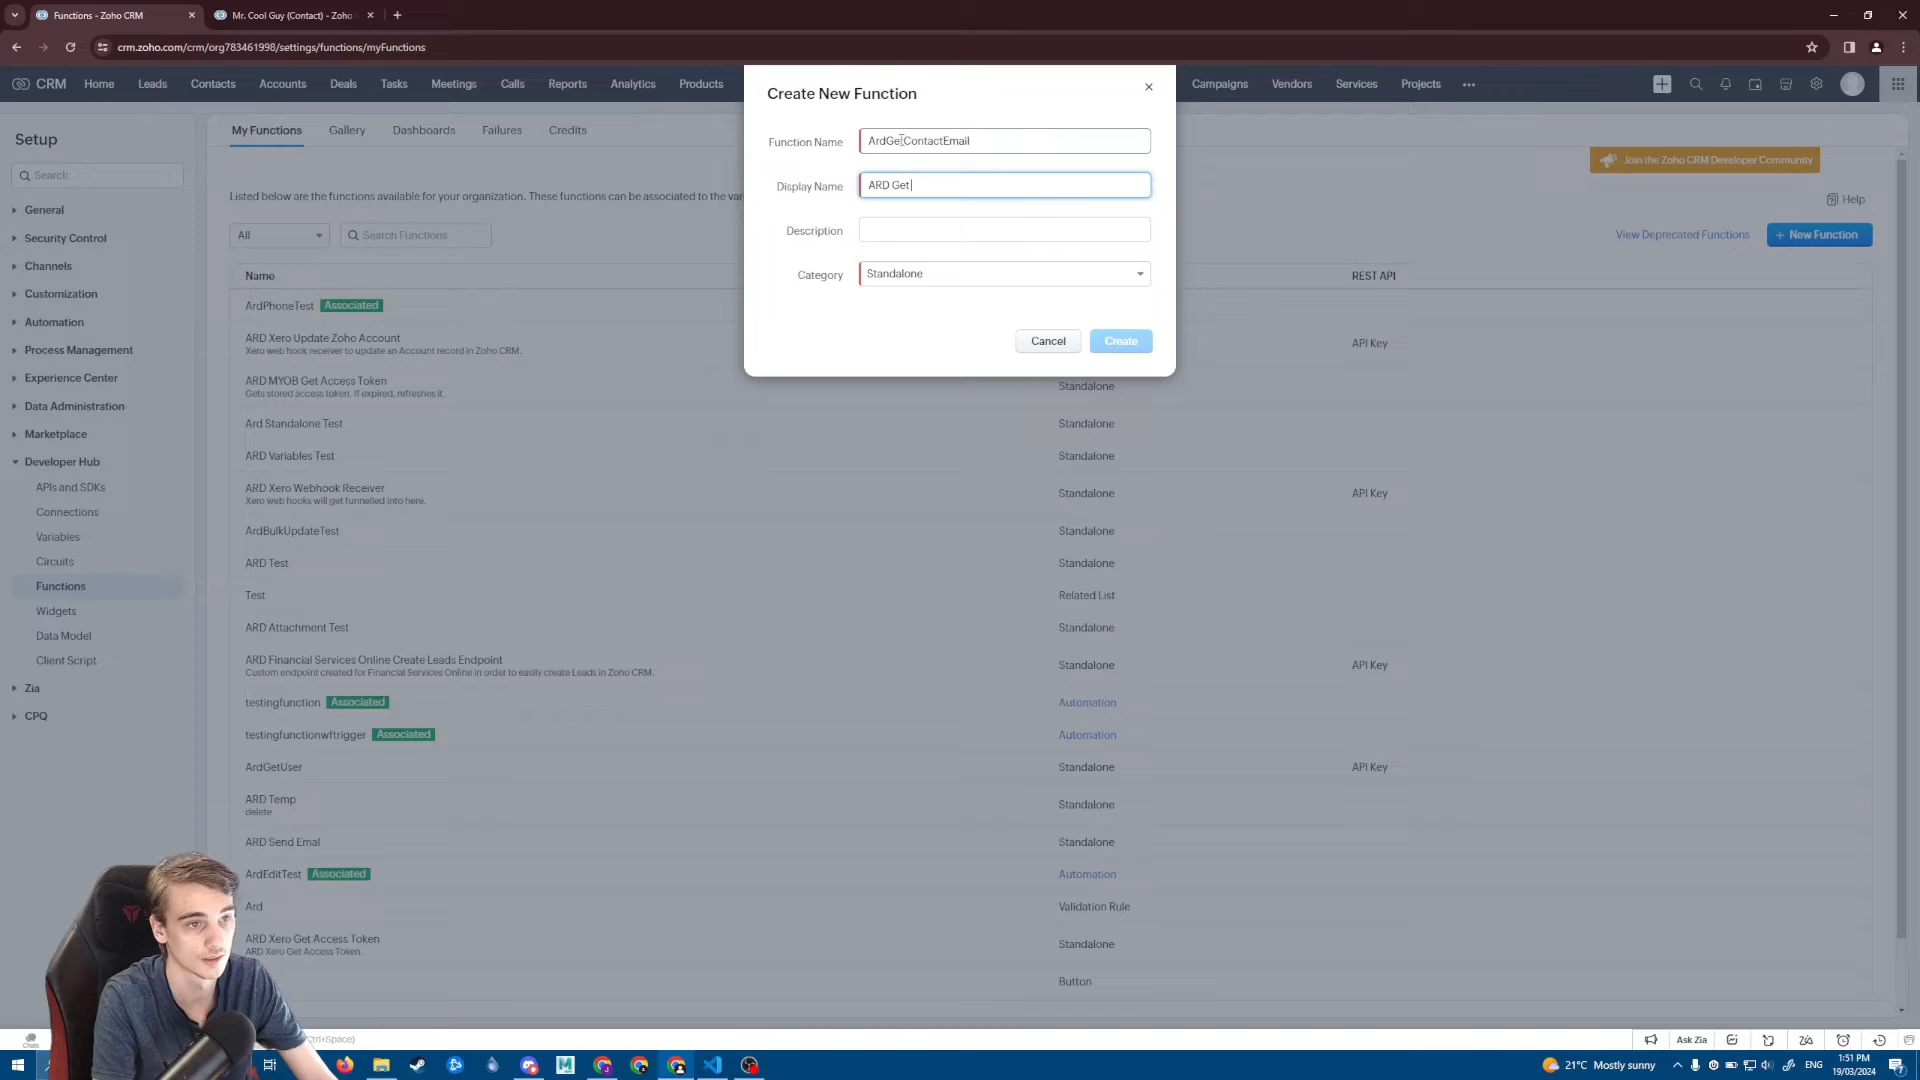 Functions - Zoho CRM
Mr. Cool Guy (Contact) - Zoho
crm.zoho.com/crm/org783461998/settings/functions/myFunctions
CRM Home Leads Contacts Accounts Deals Tasks Meetings Calls Reports Analytics Products Campaigns Vendors Services Projects
Setup
Search
General
Security Control
Channels
Customization
Automation
Process Management
Experience Center
Data Administration
Marketplace
Developer Hub
APIs and SDKs
Connections
Variables
Circuits
Functions
Widgets
Data Model
Client Script
Zia
CPQ
My Functions Gallery Dashboards Failures Credits
Join the Zoho CRM Developer Community
Listed below are the functions available for your organization. These functions can be associated to the var
Help
All
Search Functions
View Deprecated Functions
+ New Function
Name REST API
ArdPhoneTest Associated
ARD Xero Update Zoho Account
Xero web hook receiver to update an Account record in Zoho CRM.
API Key
ARD MYOB Get Access Token
Gets stored access token. If expired, refreshes it.
Standalone
Ard Standalone Test Standalone
ARD Variables Test Standalone
ARD Xero Webhook Receiver
Xero web hooks will get funnelled into here.
Standalone API Key
ArdBulkUpdateTest Standalone
ARD Test Standalone
Test Related List
ARD Attachment Test Standalone
ARD Financial Services Online Create Leads Endpoint
Custom endpoint created for Financial Services Online in order to easily create Leads in Zoho CRM.
Standalone API Key
testingfunction Associated Automation
testingfunctionwftrigger Associated Automation
ArdGetUser Standalone API Key
ARD Temp
delete
Standalone
ARD Send Emal Standalone
ArdEditTest Associated Automation
Ard Validation Rule
ARD Xero Get Access Token
ARD Xero Get Access Token.
Standalone
Button
Create New Function
Function Name ArdGetContactEmail
Display Name ARD Get
Description
Category Standalone
Cancel Create
Chats
Ctrl+Space)
Ask Zia
21°C Mostly sunny
ENG
1:51 PM
19/03/2024